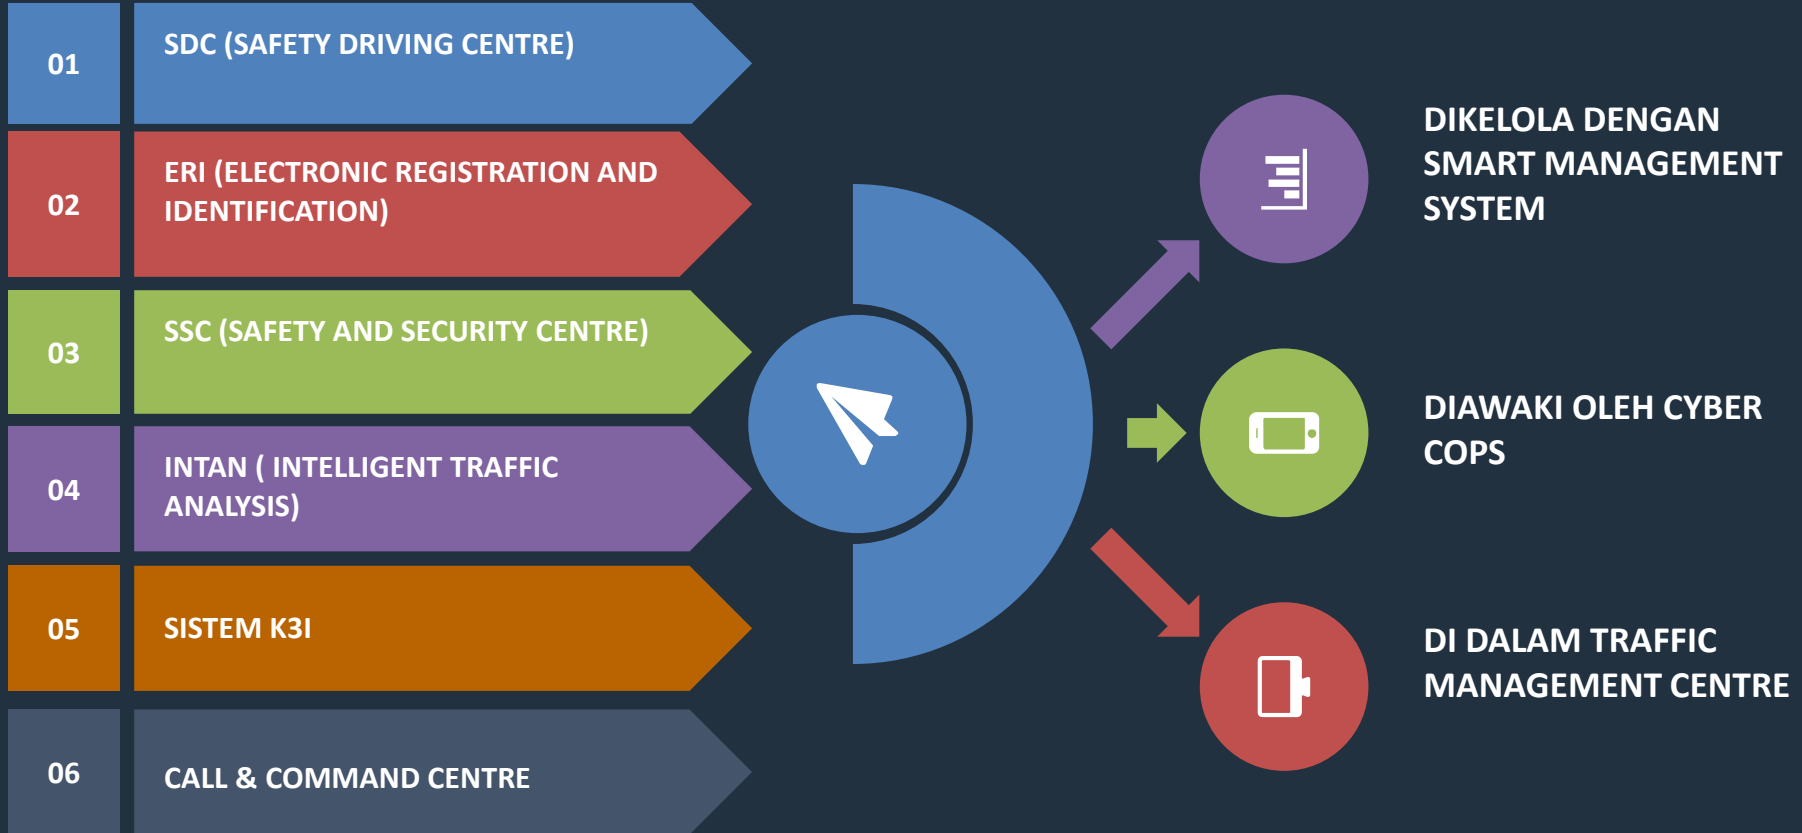 01
SDC (SAFETY DRIVING CENTRE)
02
ERI (ELECTRONIC REGISTRATION AND
IDENTIFICATION)
03
SSC (SAFETY AND SECURITY CENTRE)
04
INTAN ( INTELLIGENT TRAFFIC
ANALYSIS)
05
SISTEM K3I
06
CALL & COMMAND CENTRE
DIKELOLA DENGAN
SMART MANAGEMENT
SYSTEM
DIAWAKI OLEH CYBER
COPS
DI DALAM TRAFFIC
MANAGEMENT CENTRE